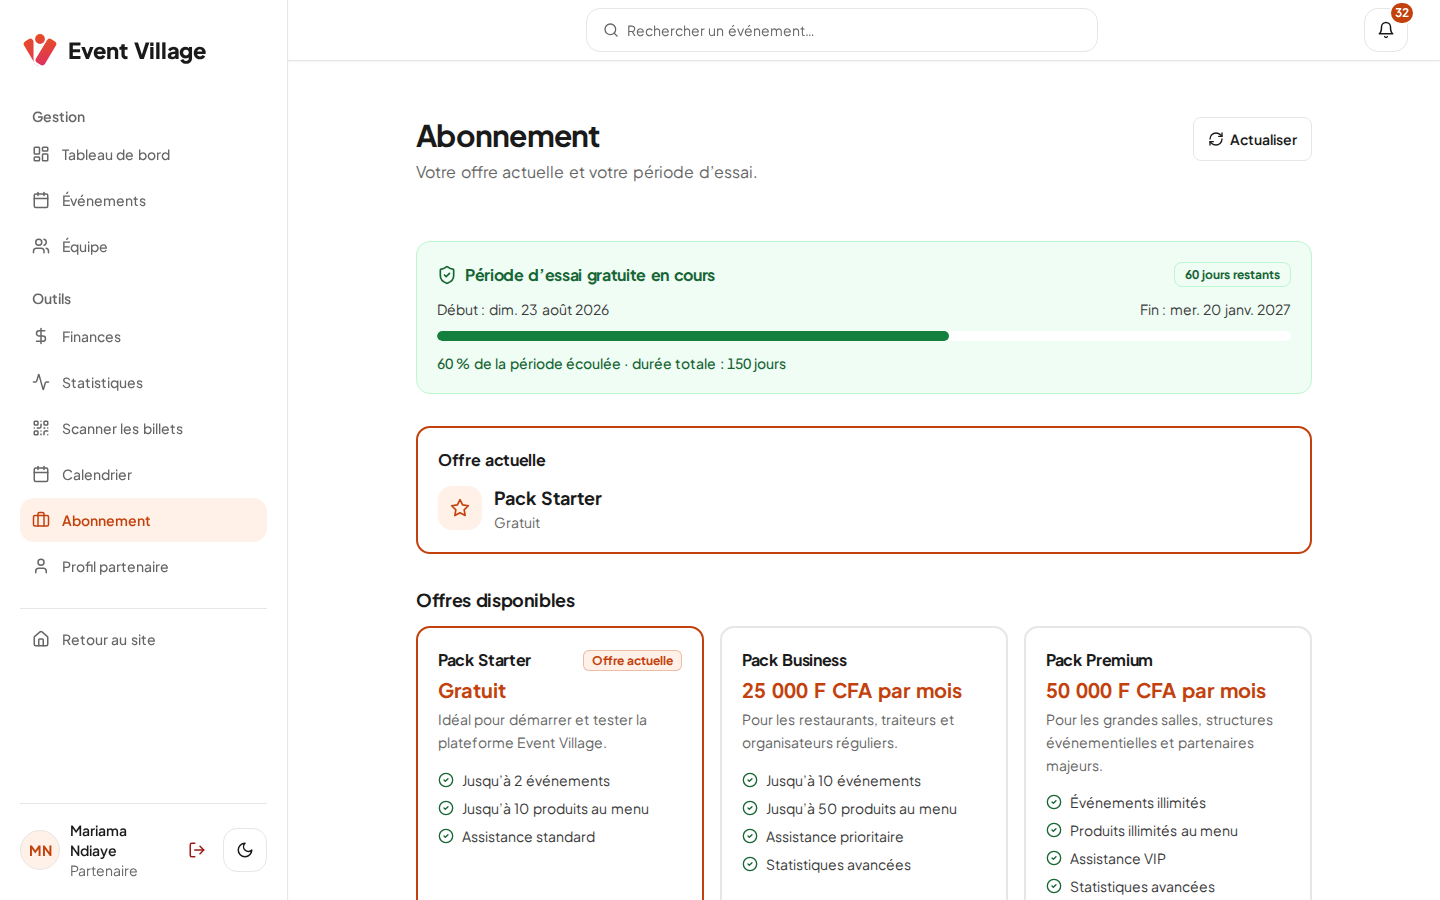 Event Village
Rechercher un événement...
32
Gestion
Tableau de bord
Événements
Équipe
Outils
Finances
Statistiques
Scanner les billets
Calendrier
Abonnement
Profil partenaire
Retour au site
MN
Mariama
Ndiaye
Partenaire
Abonnement
Votre offre actuelle et votre période d’essai.
Actualiser
Période d’essai gratuite en cours
60 jours restants
Début : dim. 23 août 2026
Fin : mer. 20 janv. 2027
60 % de la période écoulée · durée totale : 150 jours
Offre actuelle
Pack Starter
Gratuit
Offres disponibles
Pack Starter
Offre actuelle
Gratuit
Idéal pour démarrer et tester la
plateforme Event Village.
Jusqu’à 2 événements
Jusqu’à 10 produits au menu
Assistance standard
Pack Business
25 000 F CFA par mois
Pour les restaurants, traiteurs et
organisateurs réguliers.
Jusqu’à 10 événements
Jusqu’à 50 produits au menu
Assistance prioritaire
Statistiques avancées
Pack Premium
50 000 F CFA par mois
Pour les grandes salles, structures
événementielles et partenaires
majeurs.
Événements illimités
Produits illimités au menu
Assistance VIP
Statistiques avancées